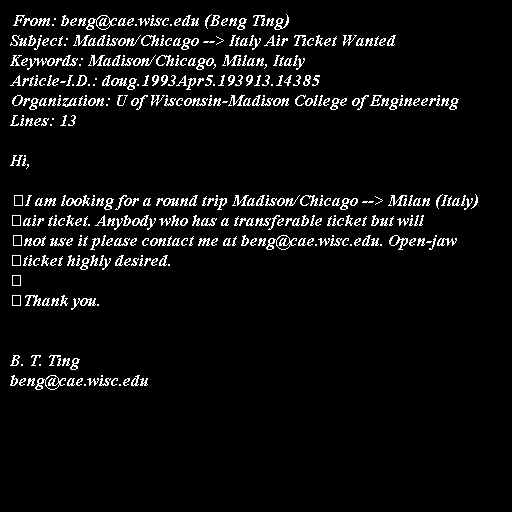 From: beng@cae.wisc.edu (Beng Ting)
Subject: Madison/Chicago --> Italy Air Ticket Wanted
Keywords: Madison/Chicago, Milan, Italy
Article-I.D.: doug.1993Apr5.193913.14385
Organization: U of Wisconsin-Madison College of Engineering
Lines: 13

Hi,

I am looking for a round trip Madison/Chicago --> Milan (Italy)
air ticket. Anybody who has a transferable ticket but will
not use it please contact me at beng@cae.wisc.edu. Open-jaw
ticket highly desired.

Thank you.

B. T. Ting
beng@cae.wisc.edu